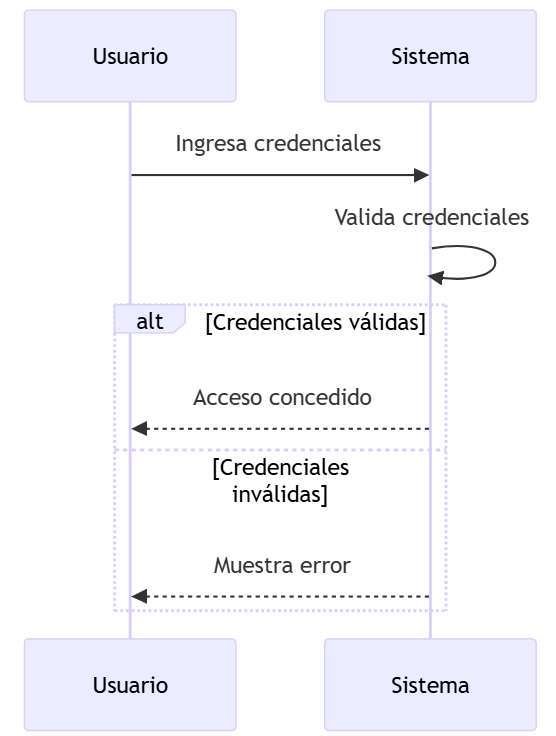 Usuario
Sistema
Ingresa credenciales
Valida credenciales
alt
[Credenciales válidas]
Acceso concedido
[Credenciales
inválidas]
Muestra error
Usuario
Sistema